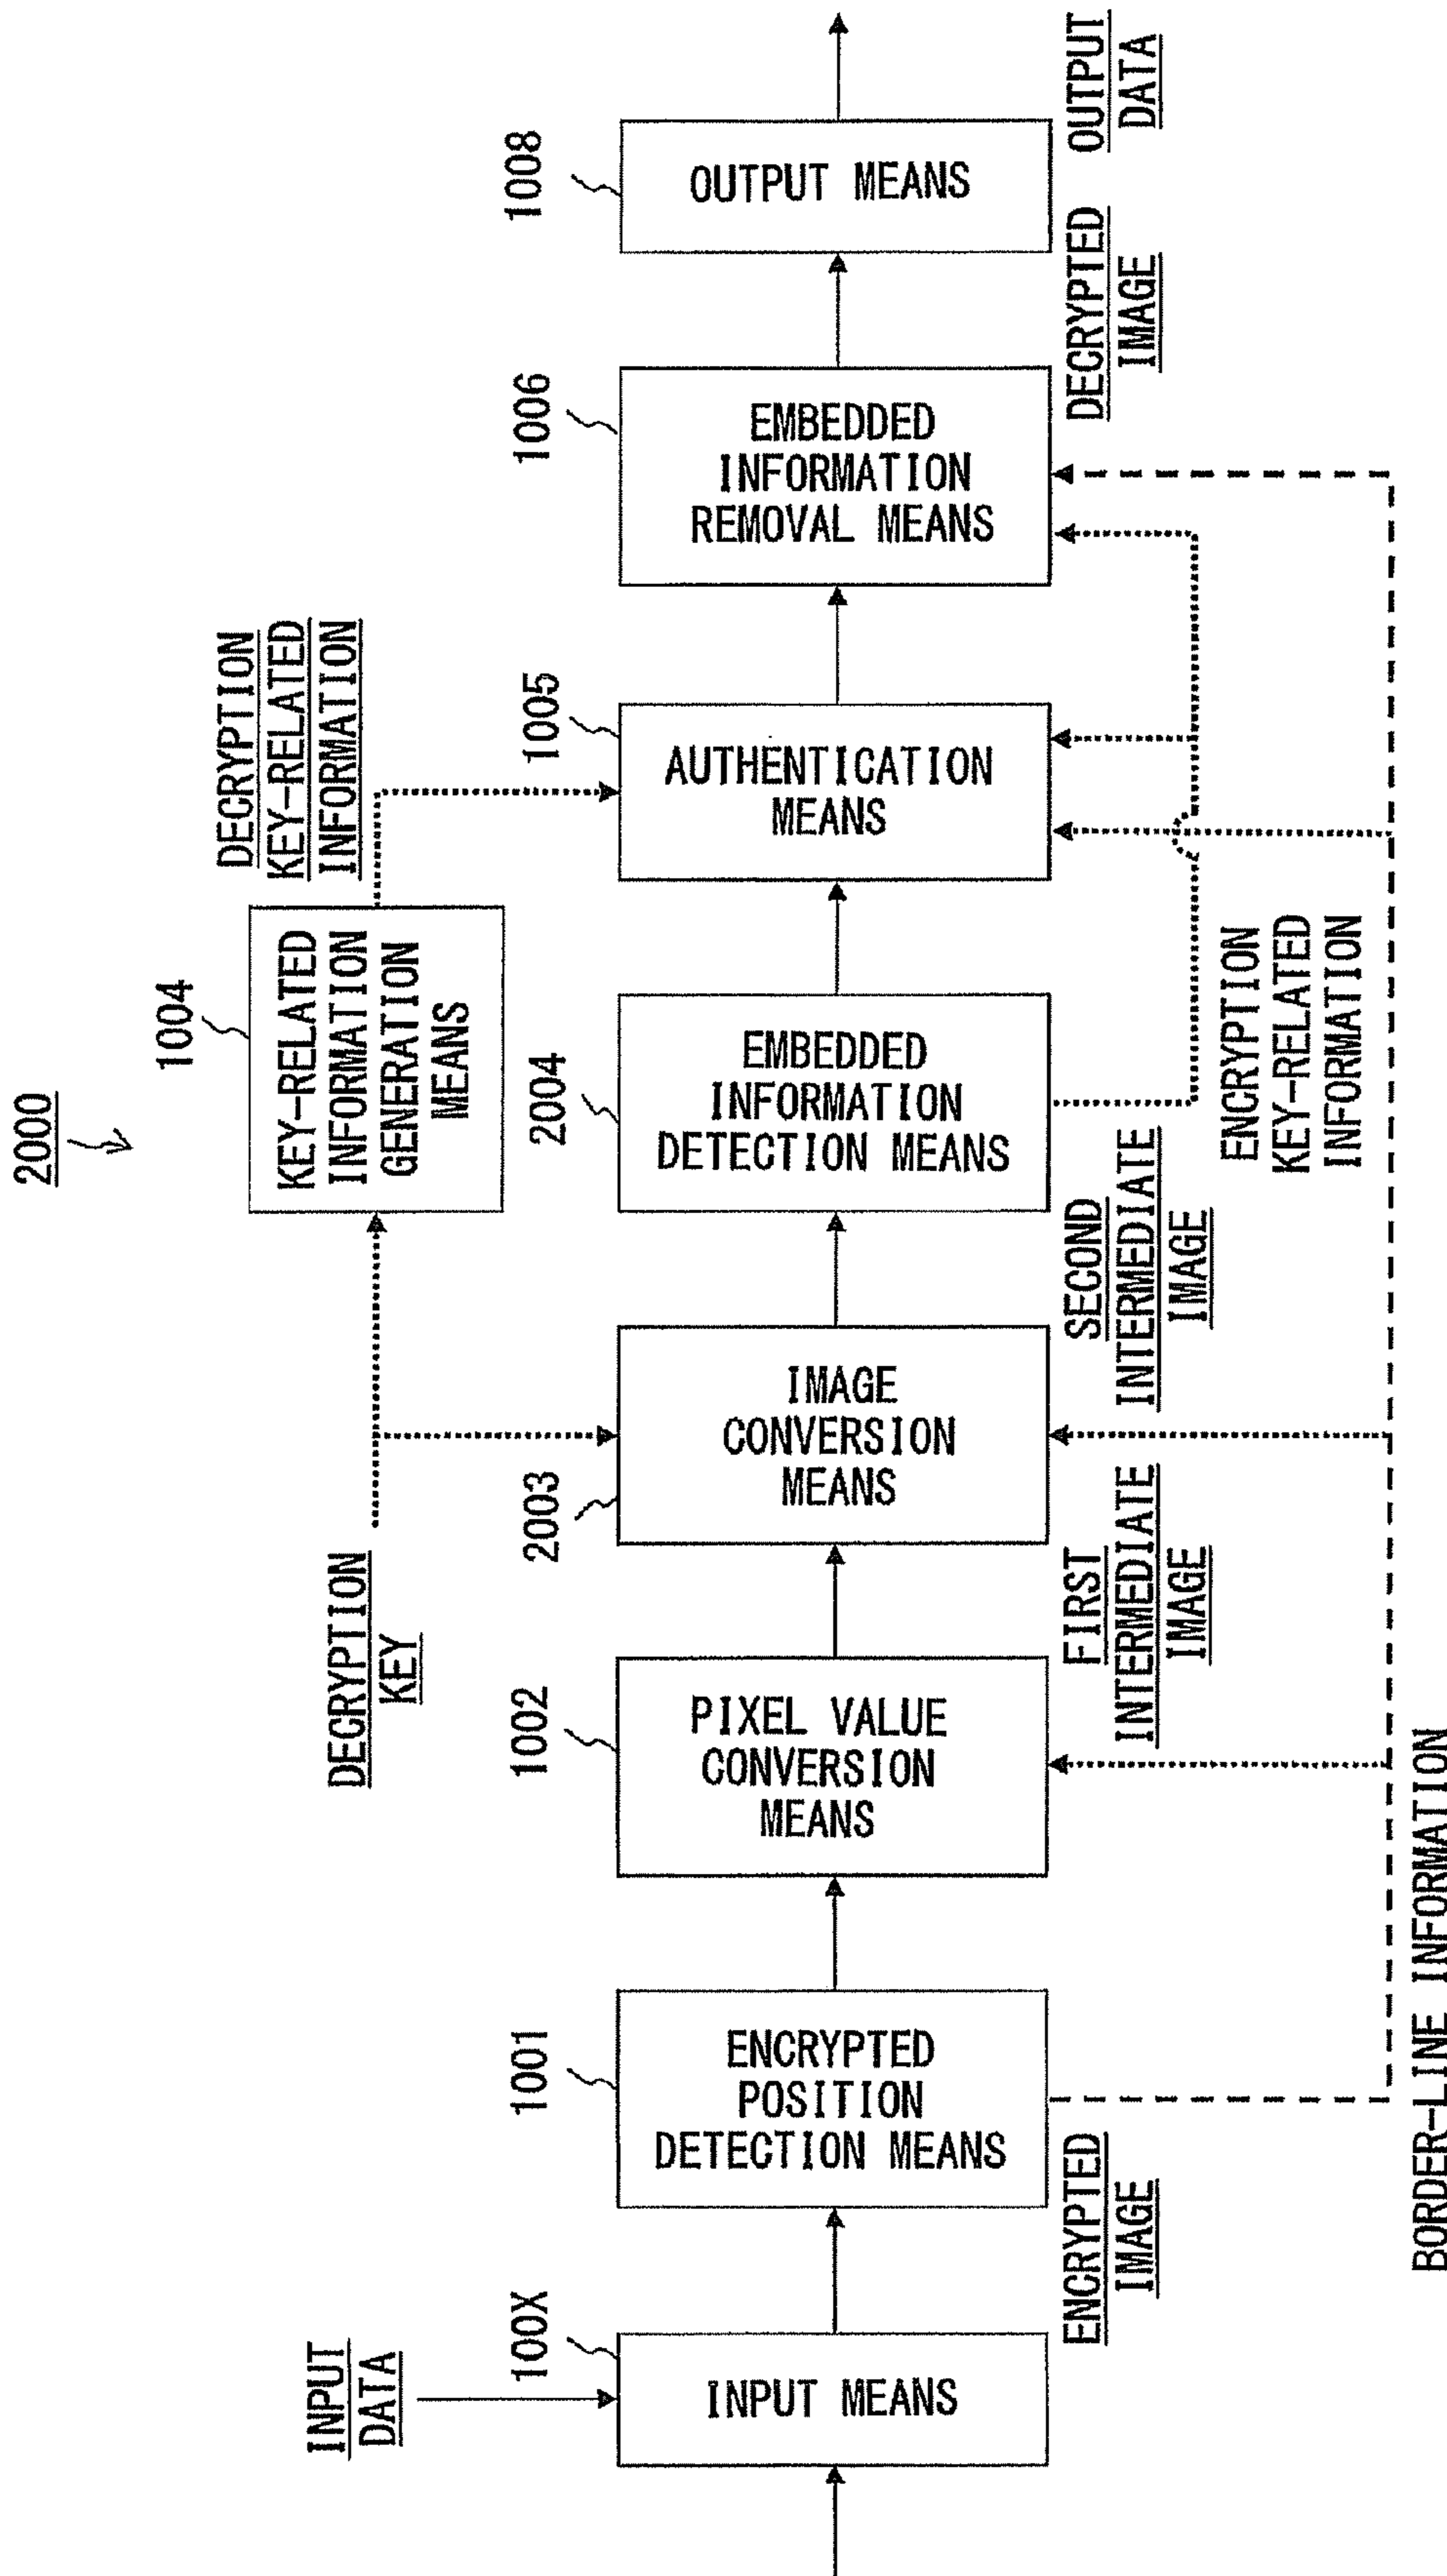 2000
1004
KEY-RELATED
INFORMATION
GENERATION
MEANS
DECRYPTION
KEY-RELATED
INFORMATION
DECRYPTION
KEY
INPUT
DATA
100X
INPUT MEANS
1001
ENCRYPTED
POSITION
DETECTION MEANS
1002
PIXEL VALUE
CONVERSION
MEANS
2003
IMAGE
CONVERSION
MEANS
2004
EMBEDDED
INFORMATION
DETECTION MEANS
1005
AUTHENTICATION
MEANS
1006
EMBEDDED
INFORMATION
REMOVAL MEANS
1008
OUTPUT MEANS
ENCRYPTED
IMAGE
FIRST
INTERMEDIATE
IMAGE
SECOND
INTERMEDIATE
IMAGE
ENCRYPTION
KEY-RELATED
INFORMATION
DECRYPTED
IMAGE
OUTPUT
DATA
BORDER-LINE INFORMATION